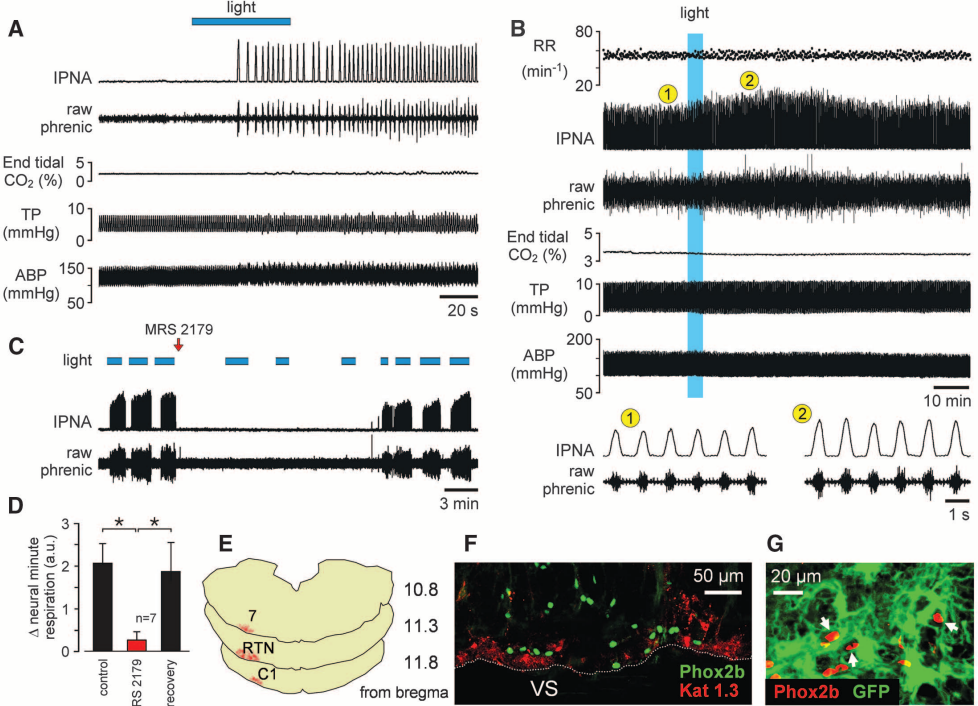 A
light
IPNA
raw
phrenic
End tidal
CO₂ (%)
5
0
TP
(mmHg)
10
0
ABP
(mmHg)
150
50
20 s
B
light
RR
(min⁻¹)
80
20
1
2
IPNA
raw
phrenic
End tidal
CO₂ (%)
5
3
TP
(mmHg)
10
0
ABP
(mmHg)
200
50
10 min
1
2
IPNA
raw
phrenic
1 s
C
MRS 2179
light
IPNA
raw
phrenic
3 min
D
Δ neural minute
respiration (a.u.)
3
2
1
0
* *
n=7
control
RS 2179
recovery
E
7
RTN
C1
10.8
11.3
11.8
from bregma
F
50 µm
VS
Phox2b
Kat 1.3
G
20 µm
Phox2b GFP